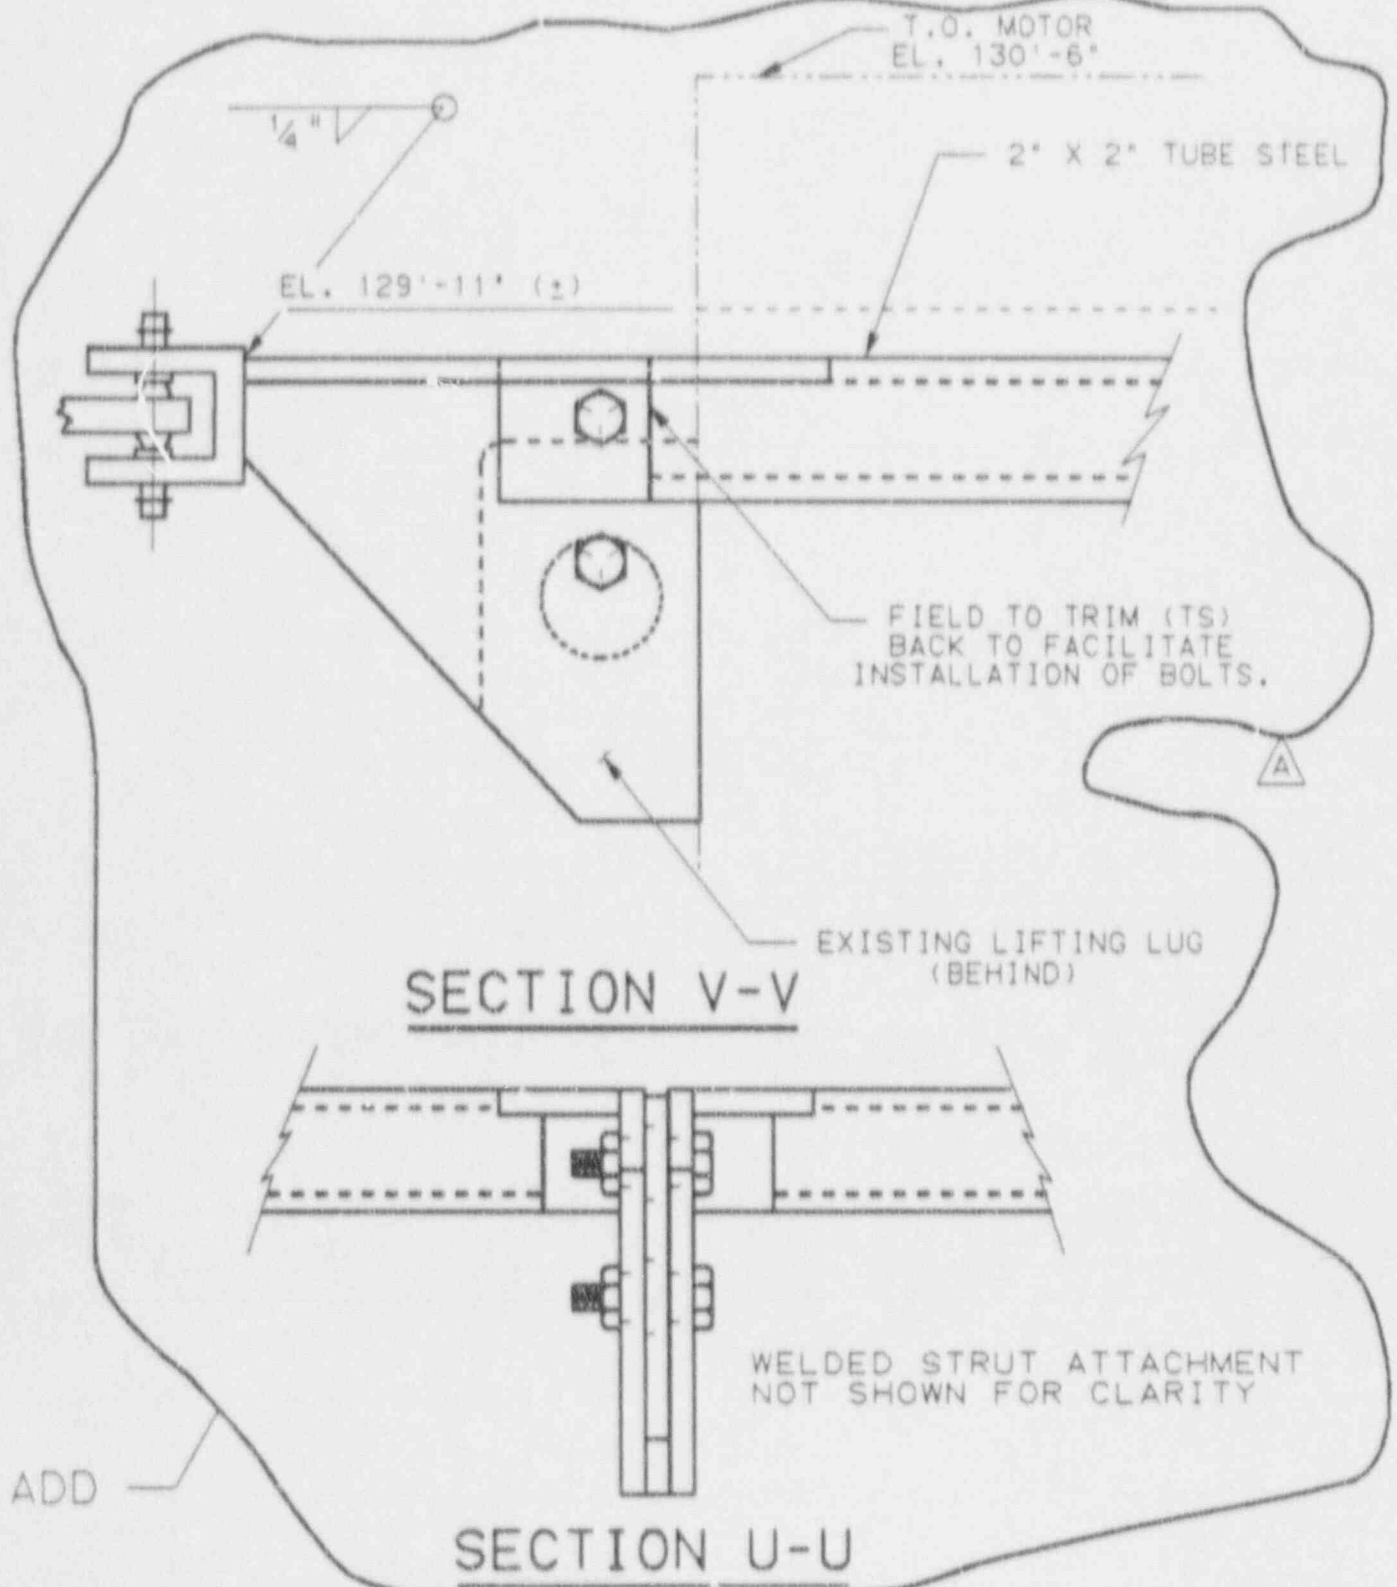 T.O. MOTOR
EL. 130'-6"
1/4"
2" X 2" TUBE STEEL
EL. 129'-11" (±)
FIELD TO TRIM (TS)
BACK TO FACILITATE
INSTALLATION OF BOLTS.
A
EXISTING LIFTING LUG
(BEHIND)
SECTION V-V
WELDED STRUT ATTACHMENT
NOT SHOWN FOR CLARITY
ADD
SECTION U-U